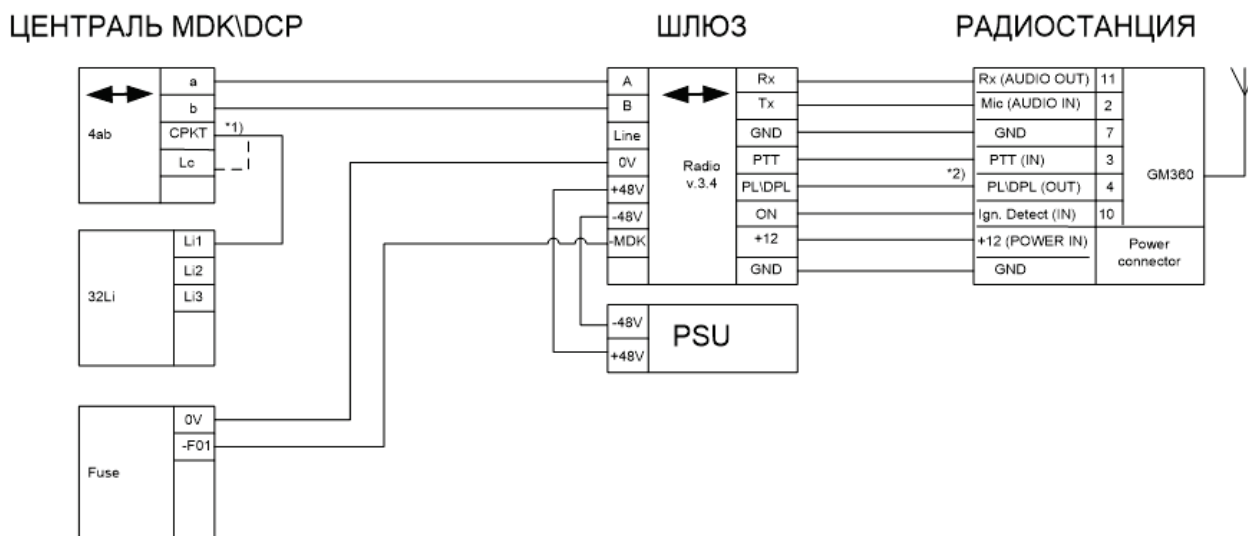 ЦЕНТРАЛЬ MDK\DCP
ШЛЮЗ
РАДИОСТАНЦИЯ
4ab
a
b
CPKT
*1)
Lc
32Li
Li1
Li2
Li3
Fuse
0V
-F01
A
B
Line
0V
+48V
-48V
-MDK
Radio
v.3.4
Rx
Tx
GND
PTT
PL\DPL
ON
+12
GND
-48V
+48V
PSU
*2)
Rx (AUDIO OUT) 11
Mic (AUDIO IN) 2
GND 7
PTT (IN) 3
PL\DPL (OUT) 4
Ign. Detect (IN) 10
+12 (POWER IN)
GND
GM360
Power
connector